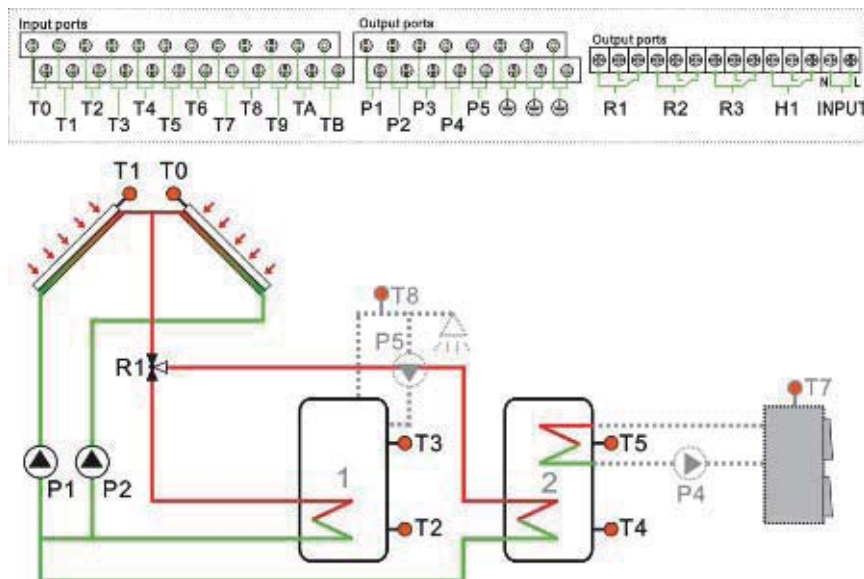 Input ports
Output ports
Output ports
N L
T0 T2 T4 T6 T8 TA P1 P3 P5
R1 R2 R3 H1 INPUT
T1 T3 T5 T7 T9 TB P2 P4
T1 T0
T8
P5
T7
R1
T3 T5
1 2
P4
P1 P2
T2 T4